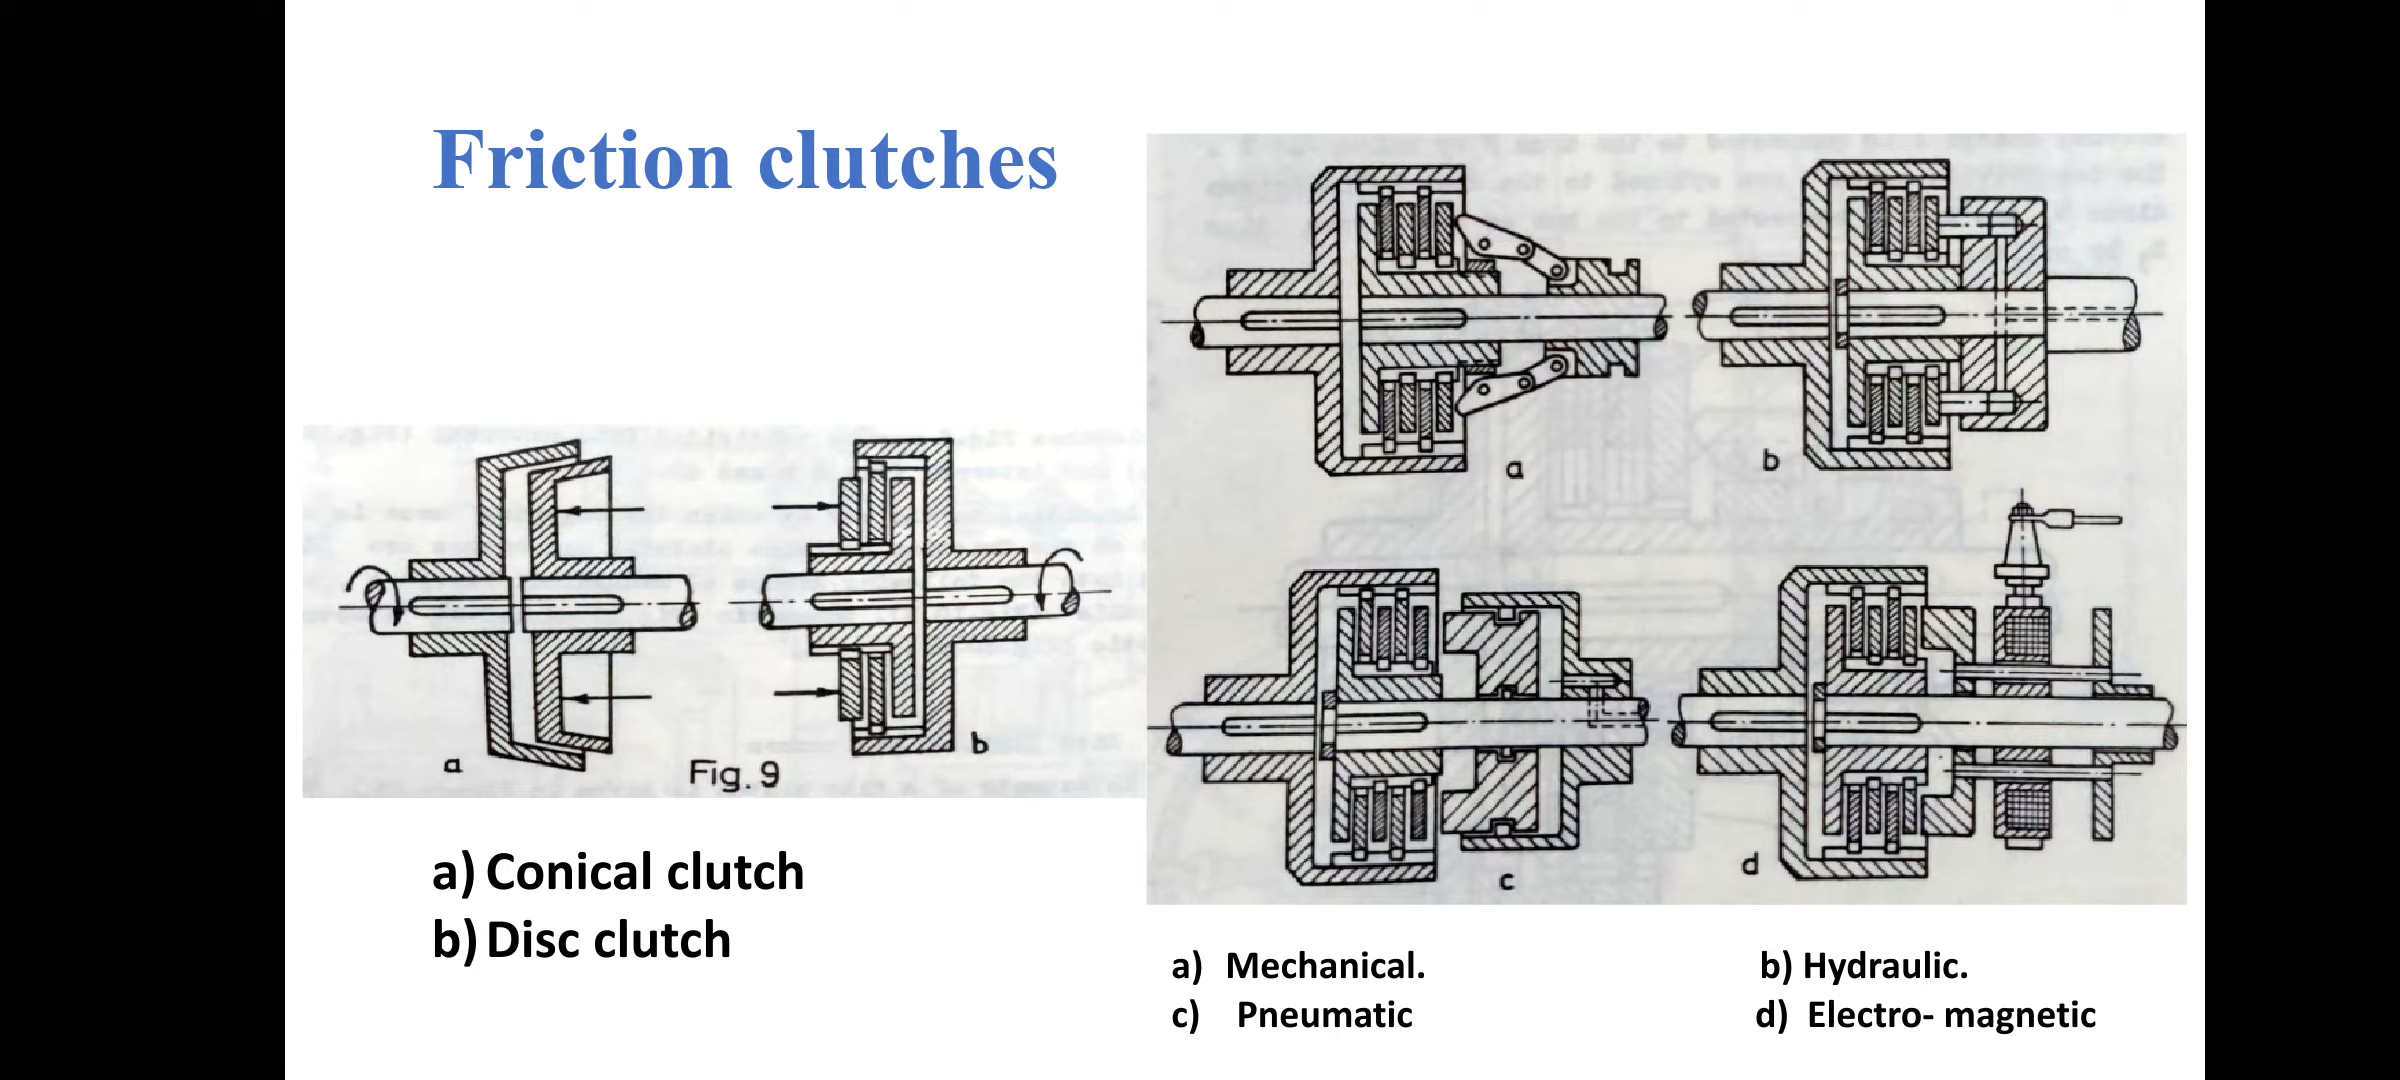 Friction clutches
a
Fig. 9
b
a) Conical clutch
b) Disc clutch
a
b
c
d
a) Mechanical.
b) Hydraulic.
c) Pneumatic
d) Electro- magnetic